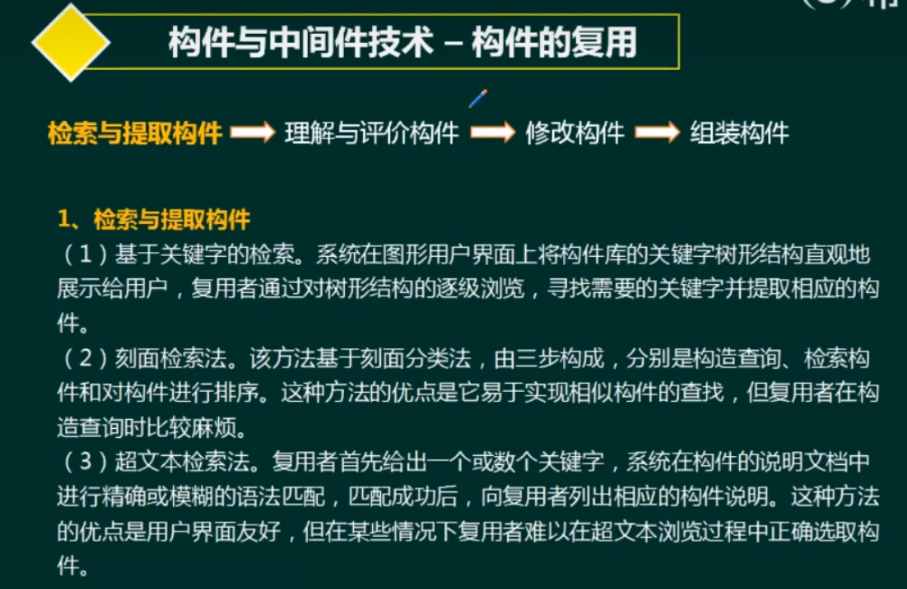 构件与中间件技术 – 构件的复用
检索与提取构件 理解与评价构件 修改构件 组装构件
1、检索与提取构件
（1）基于关键字的检索。系统在图形用户界面上将构件库的关键字树形结构直观地
展示给用户，复用者通过对树形结构的逐级浏览，寻找需要的关键字并提取相应的构
件。
（2）刻面检索法。该方法基于刻面分类法，由三步构成，分别是构造查询、检索构
件和对构件进行排序。这种方法的优点是它易于实现相似构件的查找，但复用者在构
造查询时比较麻烦。
（3）超文本检索法。复用者首先给出一个或数个关键字，系统在构件的说明文档中
进行精确或模糊的语法匹配，匹配成功后，向复用者列出相应的构件说明。这种方法
的优点是用户界面友好，但在某些情况下复用者难以在超文本浏览过程中正确选取构
件。